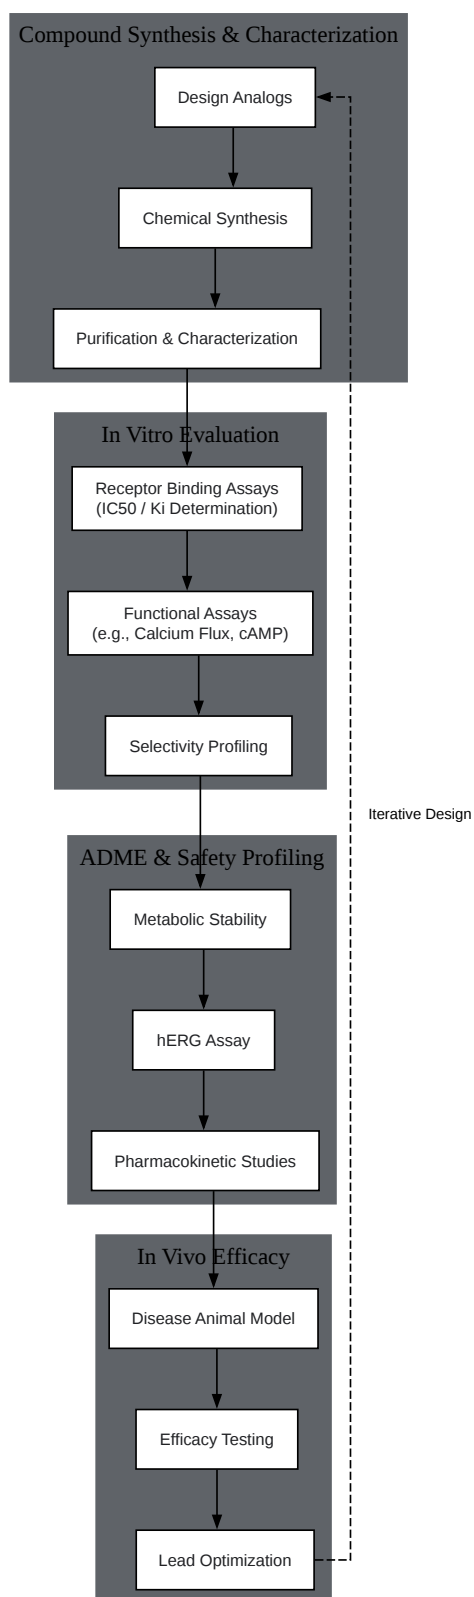 Compound Synthesis & Characterization
Design Analogs
Chemical Synthesis
Purification & Characterization
In Vitro Evaluation
Receptor Binding Assays
(IC50 / Ki Determination)
Functional Assays
(e.g., Calcium Flux, cAMP)
Selectivity Profiling
Iterative Design
ADME & Safety Profiling
Metabolic Stability
hERG Assay
Pharmacokinetic Studies
In Vivo Efficacy
Disease Animal Model
Efficacy Testing
Lead Optimization